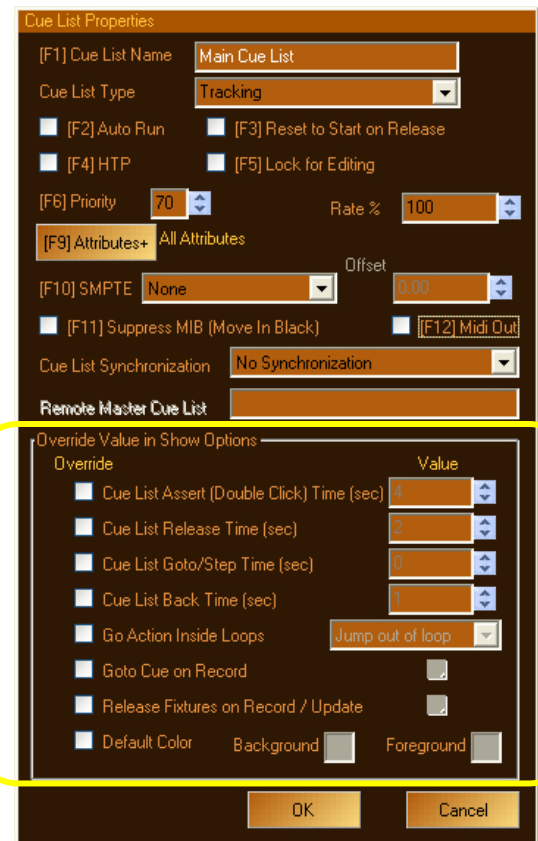 Cue List Properties
[F1] Cue List Name Main Cue List
Cue List Type Tracking
[F2] Auto Run [F3] Reset to Start on Release
[F4] HTP [F5] Lock for Editing
[F6] Priority 70 Rate % 100
[F9] Attributes+ All Attributes
Offset
[F10] SMPTE None 0.00
[F11] Suppress MIB (Move In Black) [F12] Midi Out
Cue List Synchronization No Synchronization
Remote Master Cue List
Override Value in Show Options
Override Value
Cue List Assert (Double Click) Time (sec) 4
Cue List Release Time (sec) 2
Cue List Goto/Step Time (sec) 0
Cue List Back Time (sec) 1
Go Action Inside Loops Jump out of loop
Goto Cue on Record
Release Fixtures on Record / Update
Default Color Background Foreground
OK Cancel